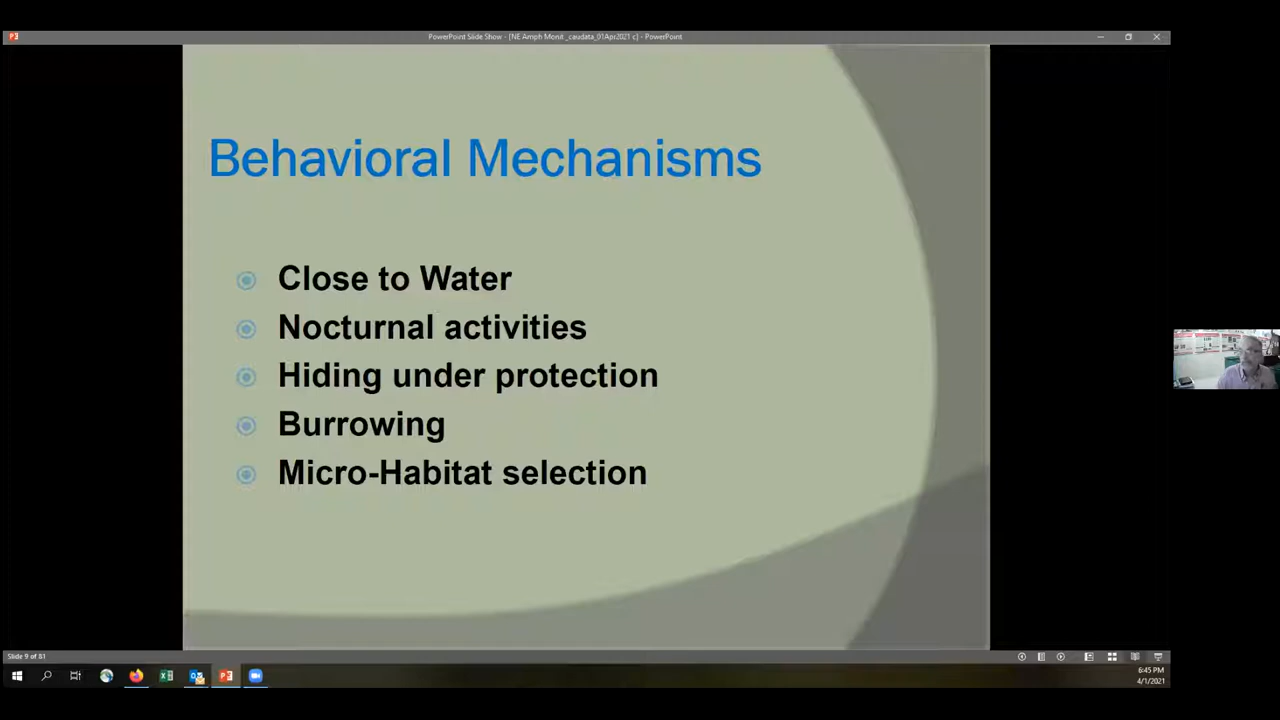 PowerPoint Slide Show - [NE Amph Monit _caudata_01Apr2021 c] - PowerPoint
Behavioral Mechanisms
Close to Water
Nocturnal activities
Hiding under protection
Burrowing
Micro-Habitat selection
Slide 9 of 81
6:45 PM
4/1/2021